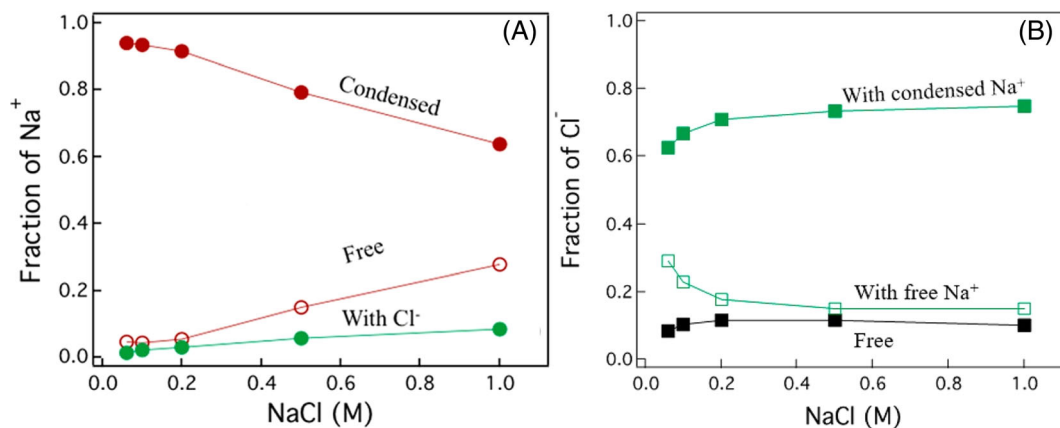 (A)
Fraction of Na⁺
1.0
0.8
0.6
0.4
0.2
0.0
Condensed
Free
With Cl⁻
0.0 0.2 0.4 0.6 0.8 1.0
NaCl (M)
(B)
Fraction of Cl⁻
1.0
0.8
0.6
0.4
0.2
0.0
With condensed Na⁺
With free Na⁺
Free
0.0 0.2 0.4 0.6 0.8 1.0
NaCl (M)